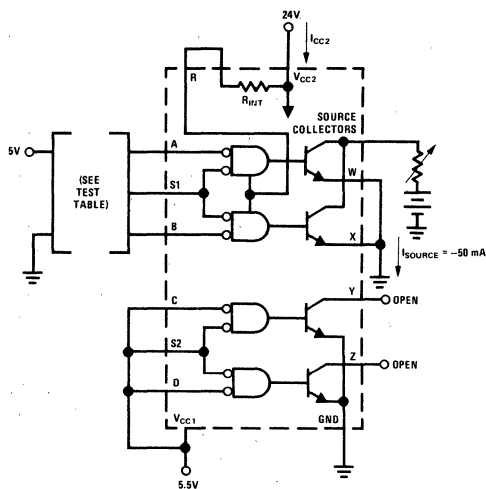 24V
ICC2
R
RINT
VCC2
SOURCE
COLLECTORS
5V
(SEE
TEST
TABLE)
A
S1
B
W
X
ISOURCE = −50 mA
C
S2
D
Y
OPEN
Z
OPEN
VCC1
GND
5.5V